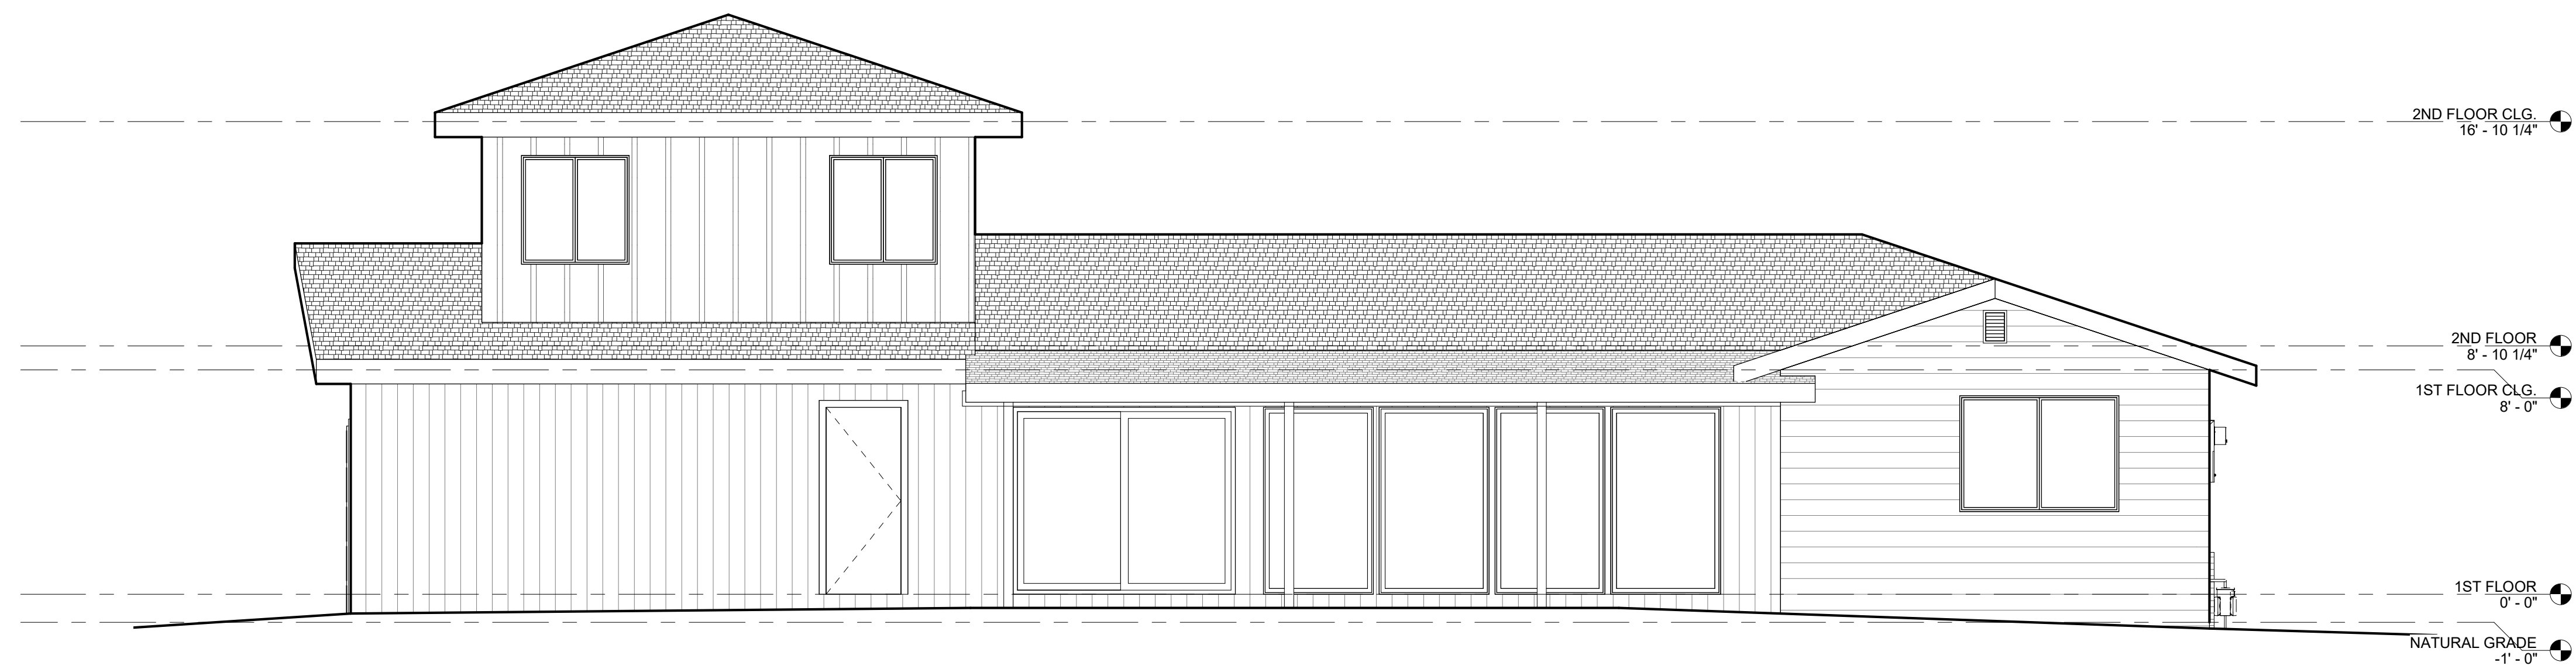 2ND FLOOR CLG.
16' - 10 1/4"
2ND FLOOR
8' - 10 1/4"
1ST FLOOR CLG.
8' - 0"
1ST FLOOR
0' - 0"
NATURAL GRADE
-1' - 0"